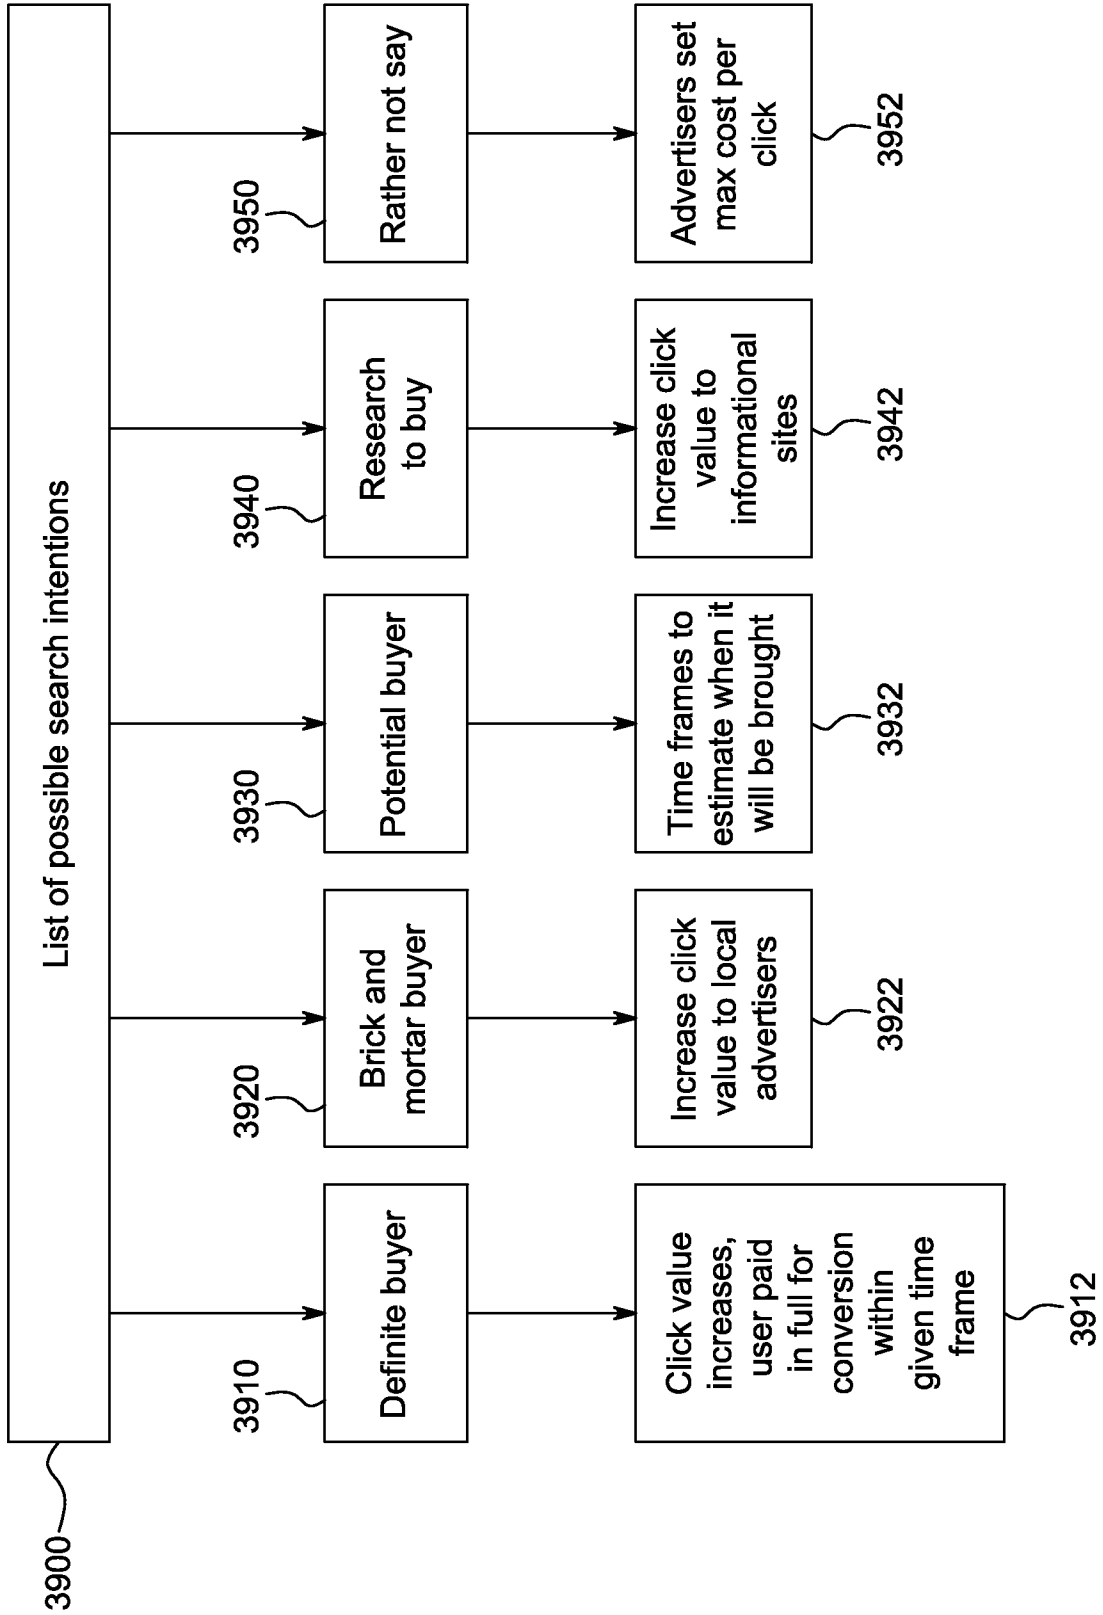 3900
List of possible search intentions
3910
Definite buyer
Click value
increases,
user paid
in full for
conversion
within
given time
frame
3912
3920
Brick and
mortar buyer
Increase click
value to local
advertisers
3922
3930
Potential buyer
Time frames to
estimate when it
will be brought
3932
3940
Research
to buy
Increase click
value to
informational
sites
3942
3950
Rather not say
Advertisers set
max cost per
click
3952